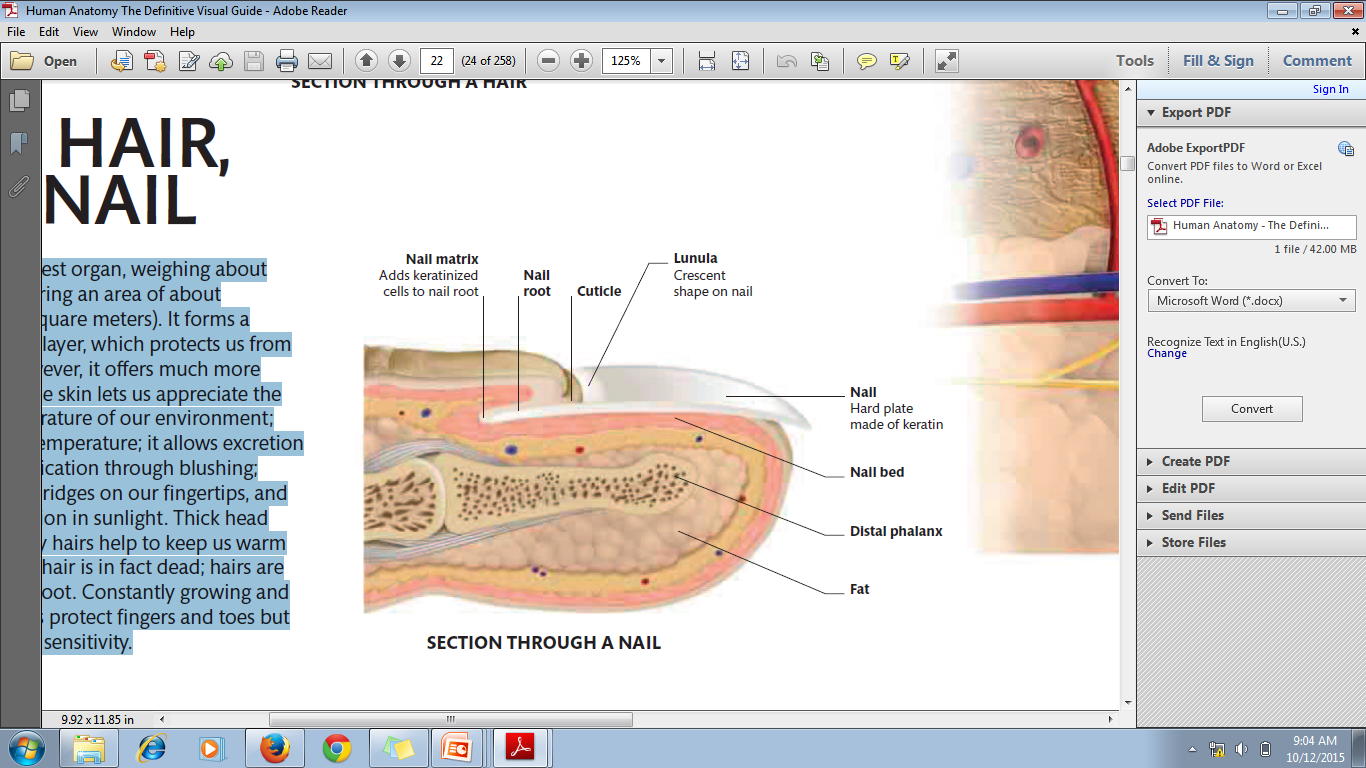 Human Anatomy The Definitive Visual Guide - Adobe Reader
File Edit View Window Help
Open 22 (24 of 258) 125% Tools Fill & Sign Comment
Sign In
SECTION THROUGH A HAIR
HAIR,
NAIL
est organ, weighing about
ring an area of about
quare meters). It forms a
layer, which protects us from
ever, it offers much more
e skin lets us appreciate the
rature of our environment;
emperature; it allows excretion
ication through blushing;
ridges on our fingertips, and
on in sunlight. Thick head
y hairs help to keep us warm
hair is in fact dead; hairs are
oot. Constantly growing and
s protect fingers and toes but
sensitivity.
Nail matrix
Adds keratinized
cells to nail root
Nail
root
Cuticle
Lunula
Crescent
shape on nail
Nail
Hard plate
made of keratin
Nail bed
Distal phalanx
Fat
SECTION THROUGH A NAIL
Export PDF
Adobe ExportPDF
Convert PDF files to Word or Excel
online.
Select PDF File:
Human Anatomy - The Defini...
1 file / 42.00 MB
Convert To:
Microsoft Word (*.docx)
Recognize Text in English(U.S.)
Change
Convert
Create PDF
Edit PDF
Send Files
Store Files
9.92 x 11.85 in
9:04 AM
10/12/2015